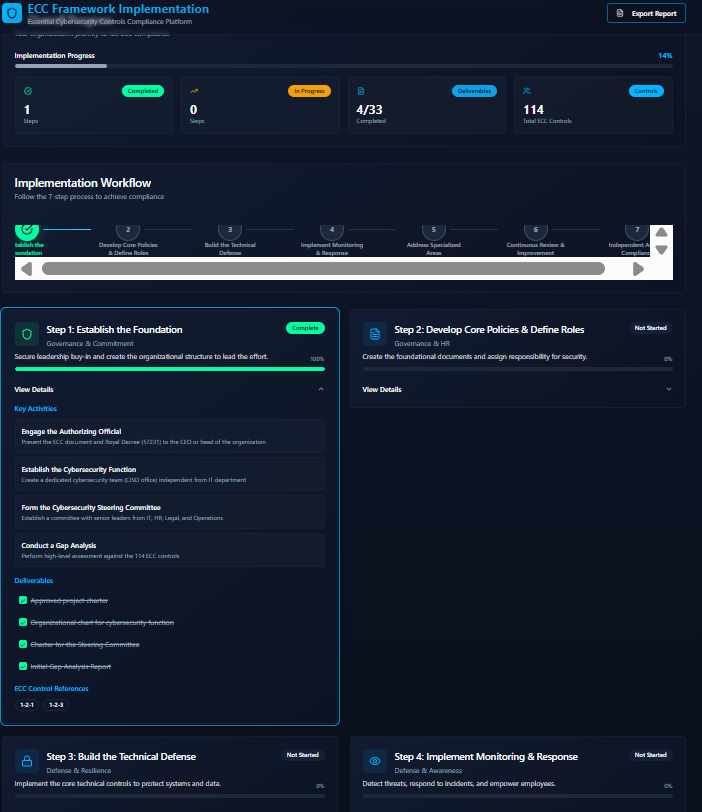 ECC Framework Implementation
Essential Cybersecurity Controls Compliance Platform
Export Report
Implementation Progress
14%
Completed
1
Steps
In Progress
0
Steps
Deliverables
4/33
Completed
Controls
114
Total ECC Controls
Implementation Workflow
Follow the 7-step process to achieve compliance
2
3
4
5
6
7
tablish the
undation
Develop Core Policies
& Define Roles
Build the Technical
Defense
Implement Monitoring
& Response
Address Specialized
Areas
Continuous Review &
Improvement
Independent A
Complianc
Step 1: Establish the Foundation
Complete
Governance & Commitment
Secure leadership buy-in and create the organizational structure to lead the effort.
100%
View Details
Key Activities
Engage the Authorizing Official
Present the ECC document and Royal Decree (57231) to the CEO or head of the organization
Establish the Cybersecurity Function
Create a dedicated cybersecurity team (CISO office) independent from IT department
Form the Cybersecurity Steering Committee
Establish a committee with senior leaders from IT, HR, Legal, and Operations
Conduct a Gap Analysis
Perform high-level assessment against the 114 ECC controls
Deliverables
Approved project charter
Organizational chart for cybersecurity function
Charter for the Steering Committee
Initial Gap Analysis Report
ECC Control References
1-2-1
1-2-3
Step 2: Develop Core Policies & Define Roles
Not Started
Governance & HR
Create the foundational documents and assign responsibility for security.
0%
View Details
Step 3: Build the Technical Defense
Not Started
Defense & Resilience
Implement the core technical controls to protect systems and data.
0%
Step 4: Implement Monitoring & Response
Not Started
Defense & Awareness
Detect threats, respond to incidents, and empower employees.
0%